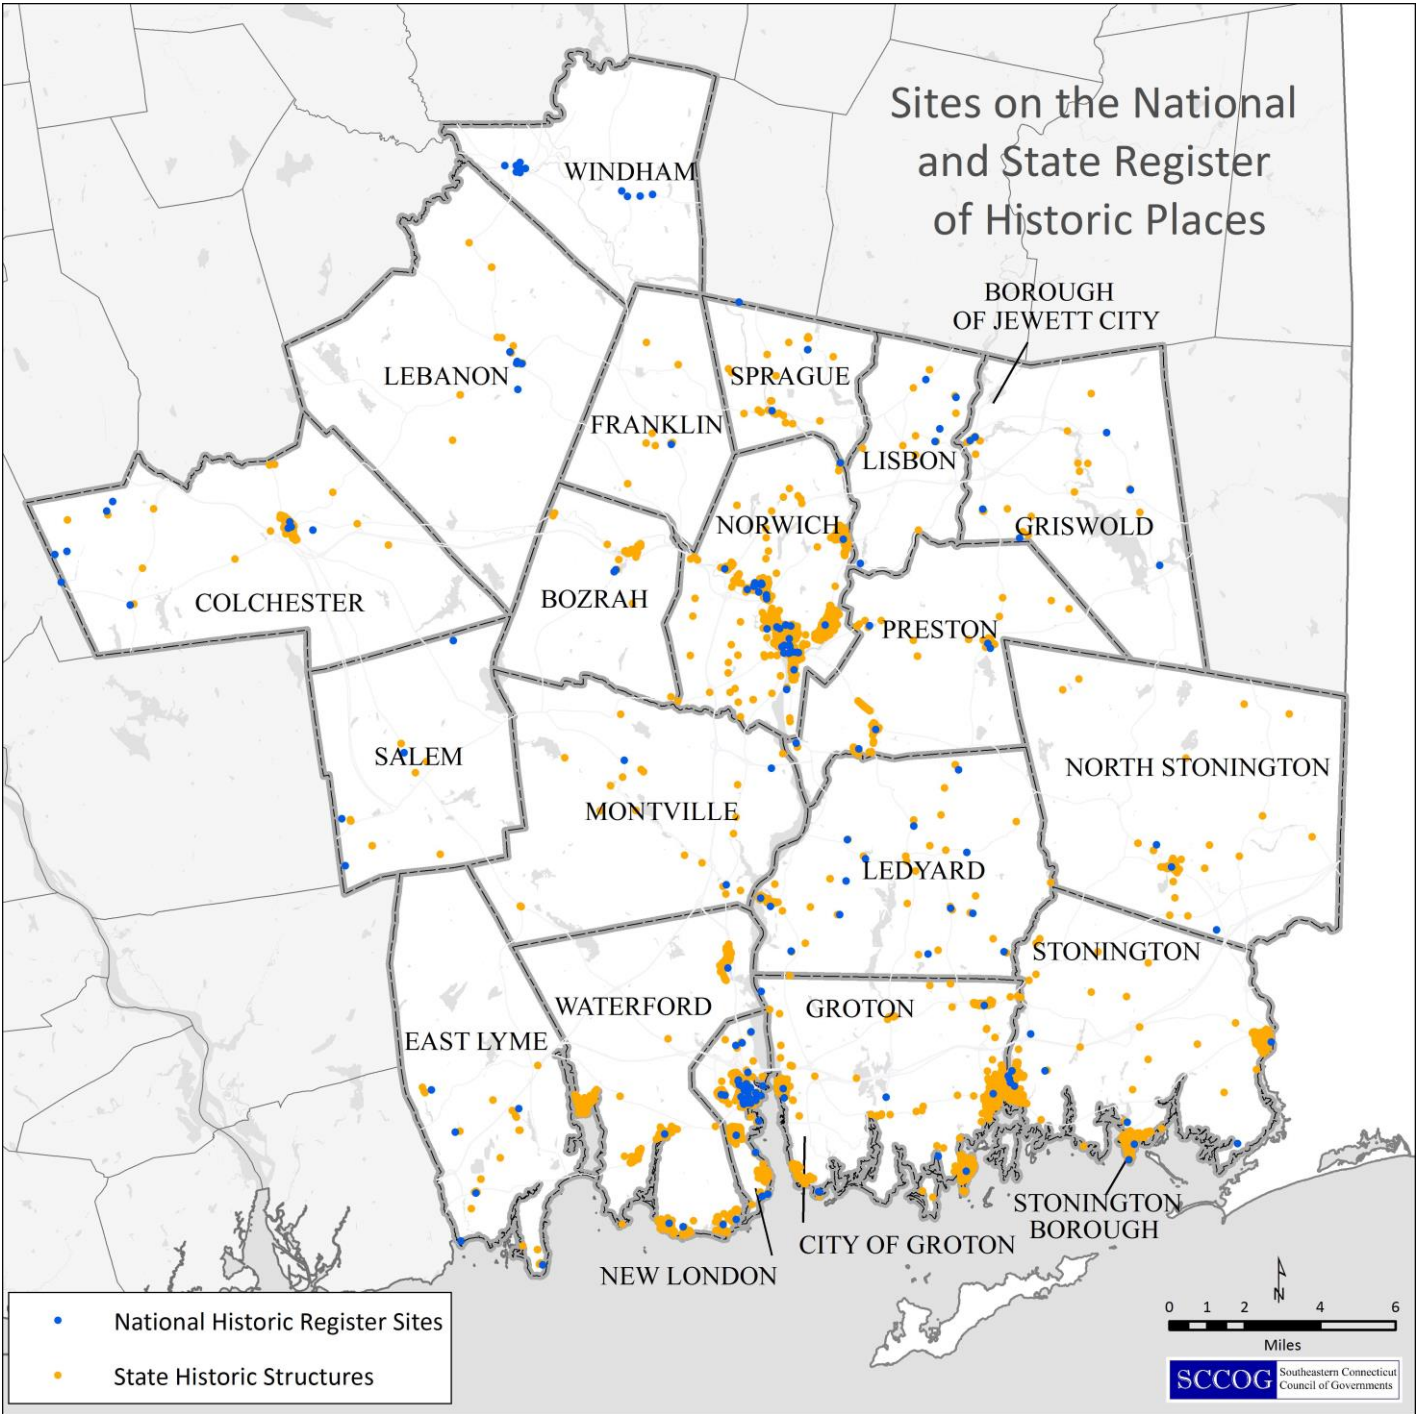 Sites on the National
and State Register
of Historic Places
WINDHAM
BOROUGH
OF JEWETT CITY
LEBANON
SPRAGUE
FRANKLIN
LISBON
NORWICH
GRISWOLD
COLCHESTER
BOZRAH
PRESTON
SALEM
NORTH STONINGTON
MONTVILLE
LEDYARD
STONINGTON
WATERFORD
GROTON
EAST LYME
STONINGTON
BOROUGH
CITY OF GROTON
NEW LONDON
National Historic Register Sites
State Historic Structures
N
0 1 2 4 6
Miles
SCCOG
Southeastern Connecticut
Council of Governments